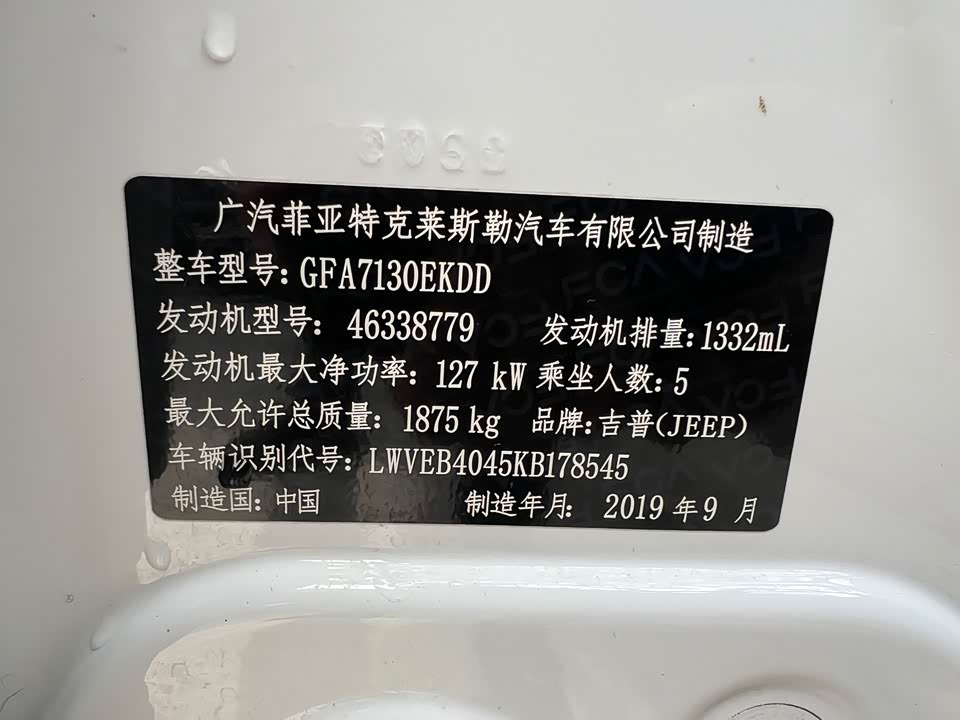 广汽菲亚特克莱斯勒汽车有限公司制造
整车型号: GFA7130EKDD
发动机型号: 46338779 发动机排量: 1332mL
发动机最大净功率: 127 kW 乘坐人数: 5
最大允许总质量: 1875 kg 品牌: 吉普(JEEP)
车辆识别代号: LWVEB4045KB178545
制造国: 中国 制造年月: 2019 年 9 月